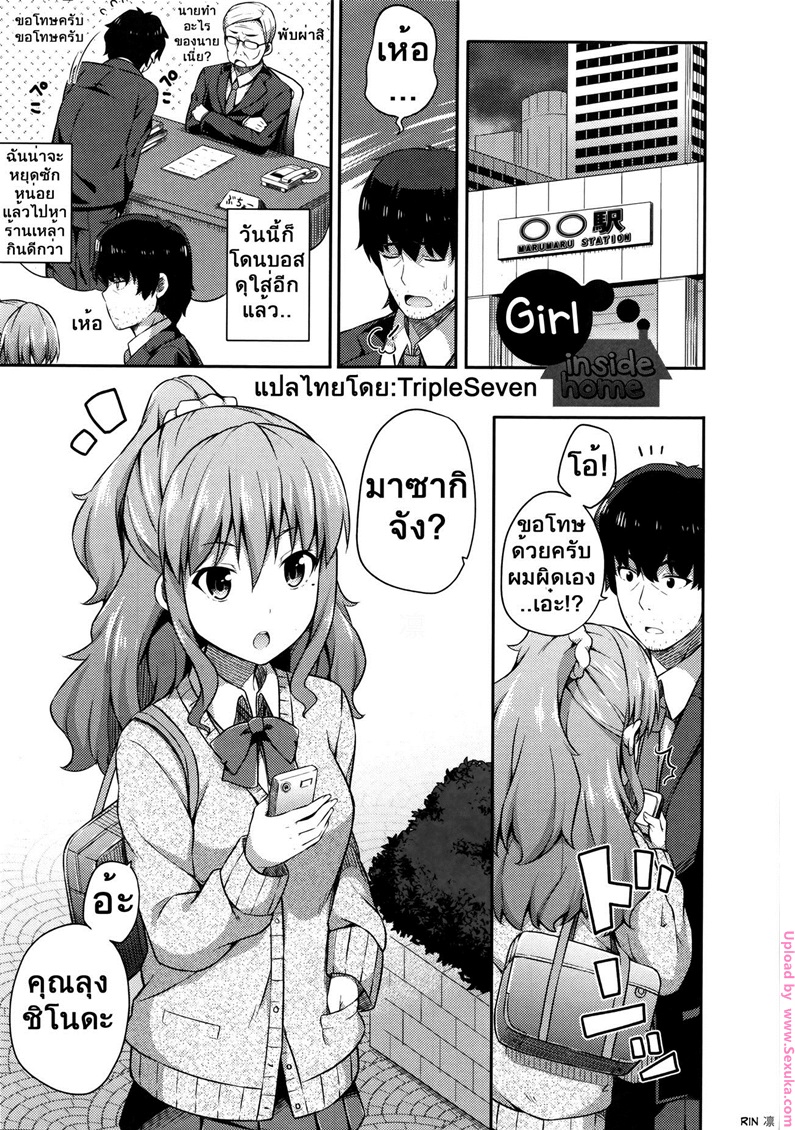 ○○駅
MARUMARU STATION
Girl
inside
home
เห้อ
...
ขอโทษครับ
ขอโทษครับ
นายทำ
อะไร
ของนาย
เนี่ย?
พับผ่าสิ
ぶちょー
วันนี้ก็
โดนบอส
ดุใส่อีก
แล้ว..
ฉันน่าจะ
หยุดซัก
หน่อย
แล้วไปหา
ร้านเหล้า
กินดีกว่า
เห้อ
แปลไทยโดย:TripleSeven
โอ้!
ขอโทษ
ด้วยครับ
ผมผิดเอง
..เอ๋ะ!?
ドンッ
มาซากิ
จัง?
อ้ะ
คุณลุง
ชิโนดะ
Upload by www.Sexuka.com
RIN 凛